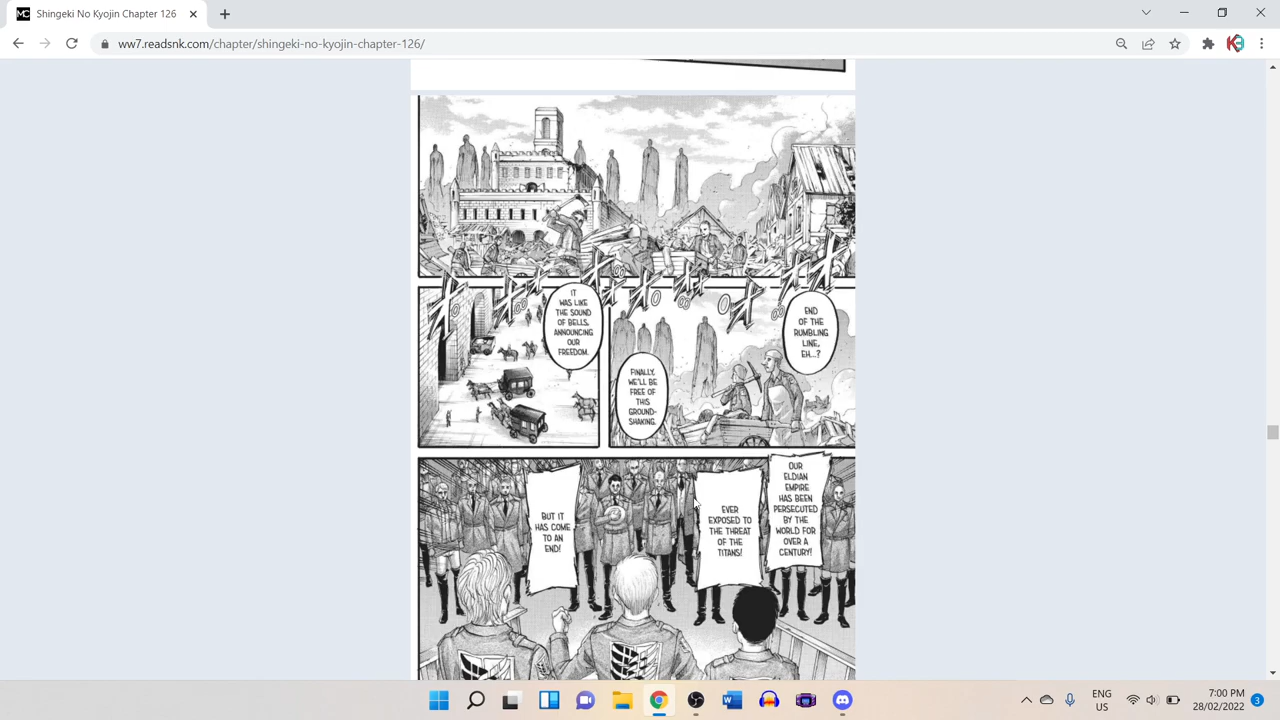 Shingeki No Kyojin Chapter 126
ww7.readsnk.com/chapter/shingeki-no-kyojin-chapter-126/
END
OF THE
RUMBLING
LINE,
EH...?
FINALLY,
WE'LL BE
FREE OF
THIS
GROUND-
SHAKING.
IT
WAS LIKE
THE SOUND
OF BELLS,
ANNOUNCING
OUR
FREEDOM.
OUR
ELDIAN
EMPIRE
HAS BEEN
PERSECUTED
BY THE
WORLD FOR
OVER A
CENTURY!
EVER
EXPOSED TO
THE THREAT
OF THE
TITANS!
BUT IT
HAS COME
TO AN
END!
7:00 PM
28/02/2022
3